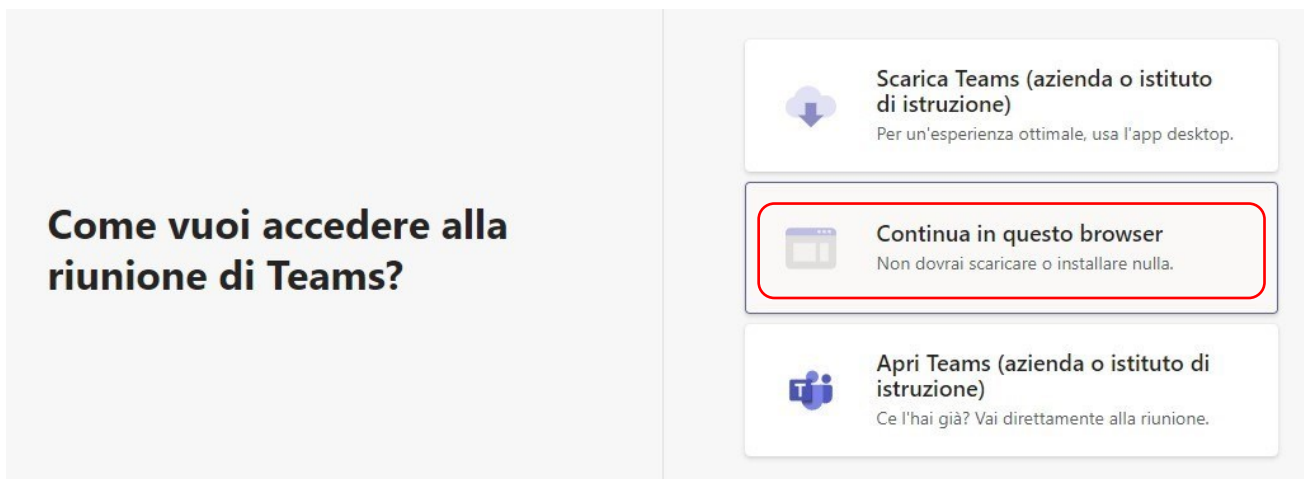 Come vuoi accedere alla
riunione di Teams?
Scarica Teams (azienda o istituto
di istruzione)
Per un'esperienza ottimale, usa l'app desktop.
Continua in questo browser
Non dovrai scaricare o installare nulla.
Apri Teams (azienda o istituto di
istruzione)
Ce l'hai già? Vai direttamente alla riunione.